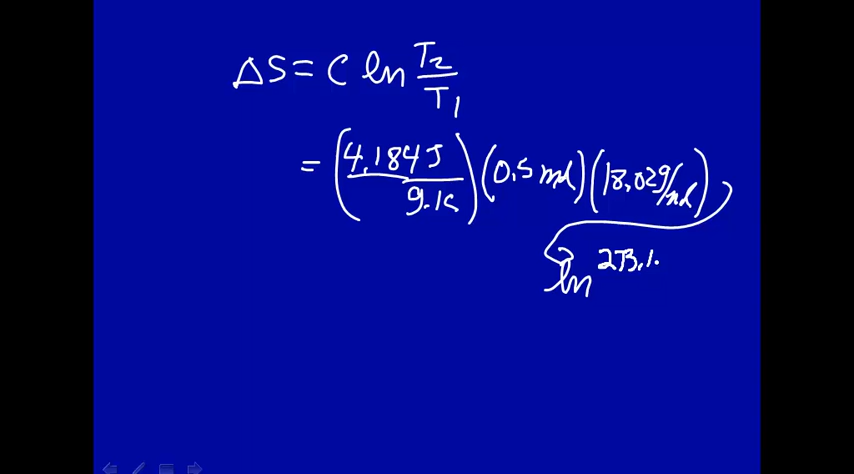 ΔS = C ln T₂/T₁
= (4.184 J / g·K) (0.5 mol) (18.02 g/mol)
ln 273.1